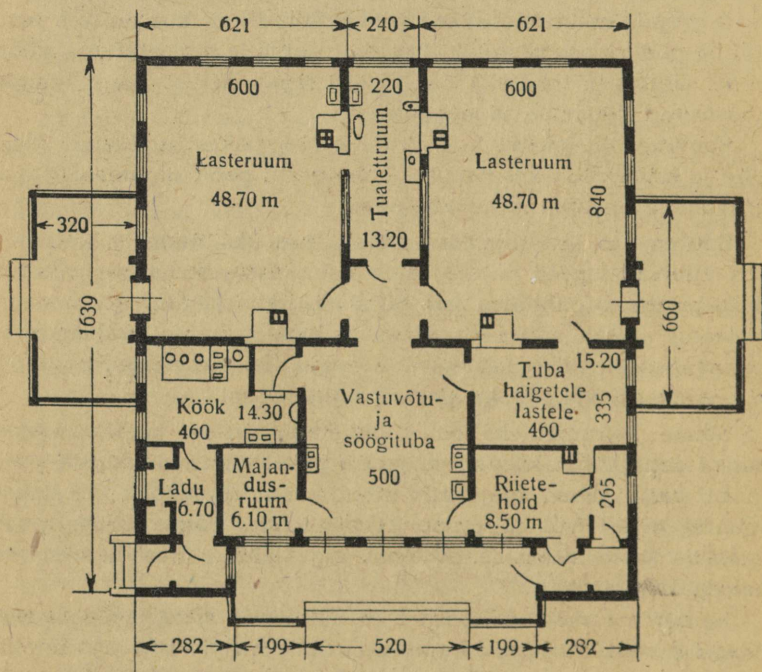 621 240 621
600 220 600
Lasteruum
48.70 m
Tualettruum
13.20
Lasteruum
48.70 m
840
320
1639
660
Köök
460
14.30
Vastuvõtu-
ja
söögituba
500
15.20
Tuba
haigetele
lastele
460
335
Ladu
6.70
Majan-
dus-
ruum
6.10 m
Riiete-
hoid
8.50 m
265
282 199 520 199 282